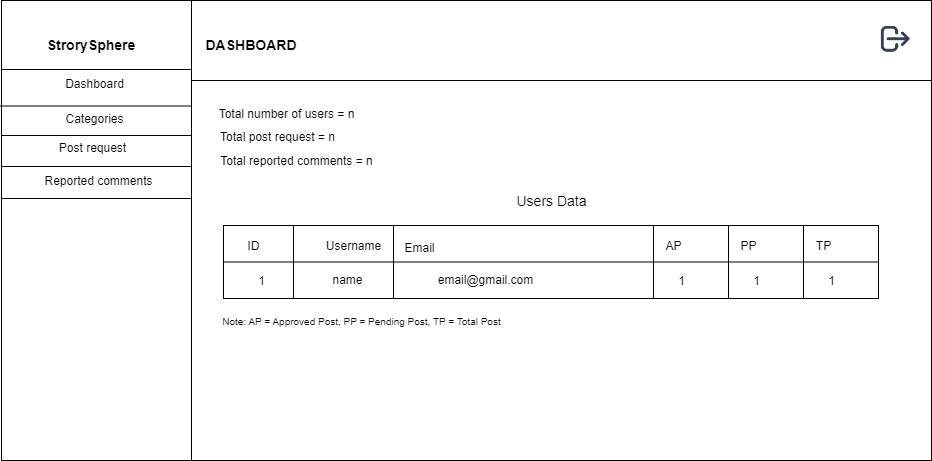 Strory Sphere
DASHBOARD
Dashboard
Categories
Post request
Reported comments
Total number of users = n
Total post request = n
Total reported comments = n
Users Data
ID Username Email AP PP TP
1 name email@gmail.com 1 1 1
Note: AP = Approved Post, PP = Pending Post, TP = Total Post